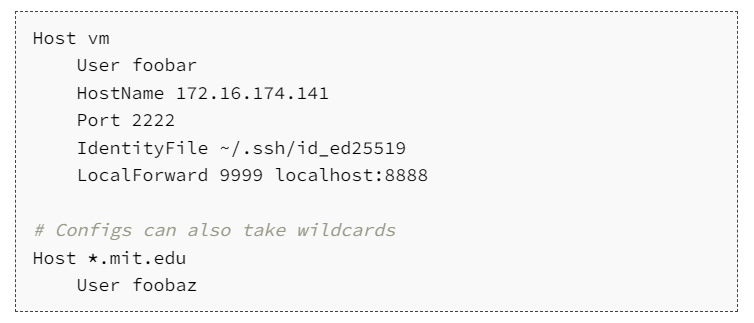 Host vm
    User foobar
    HostName 172.16.174.141
    Port 2222
    IdentityFile ~/.ssh/id_ed25519
    LocalForward 9999 localhost:8888

# Configs can also take wildcards
Host *.mit.edu
    User foobaz